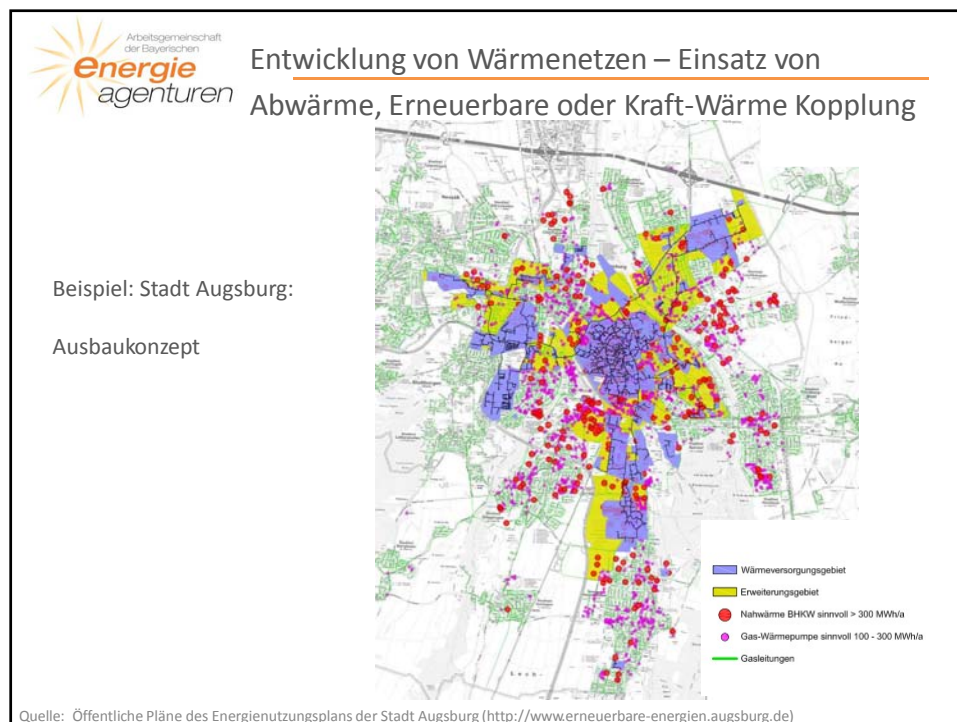 Arbeitsgemeinschaft
der Bayerischen
energie
agenturen
Entwicklung von Wärmenetzen – Einsatz von
Abwärme, Erneuerbare oder Kraft-Wärme Kopplung
Beispiel: Stadt Augsburg:
Ausbaukonzept
Wärmeversorgungsgebiet
Erweiterungsgebiet
Nahwärme BHKW sinnvoll > 300 MWh/a
Gas-Wärmepumpe sinnvoll 100 - 300 MWh/a
Gasleitungen
Quelle: Öffentliche Pläne des Energienutzungsplans der Stadt Augsburg (http://www.erneuerbare-energien.augsburg.de)